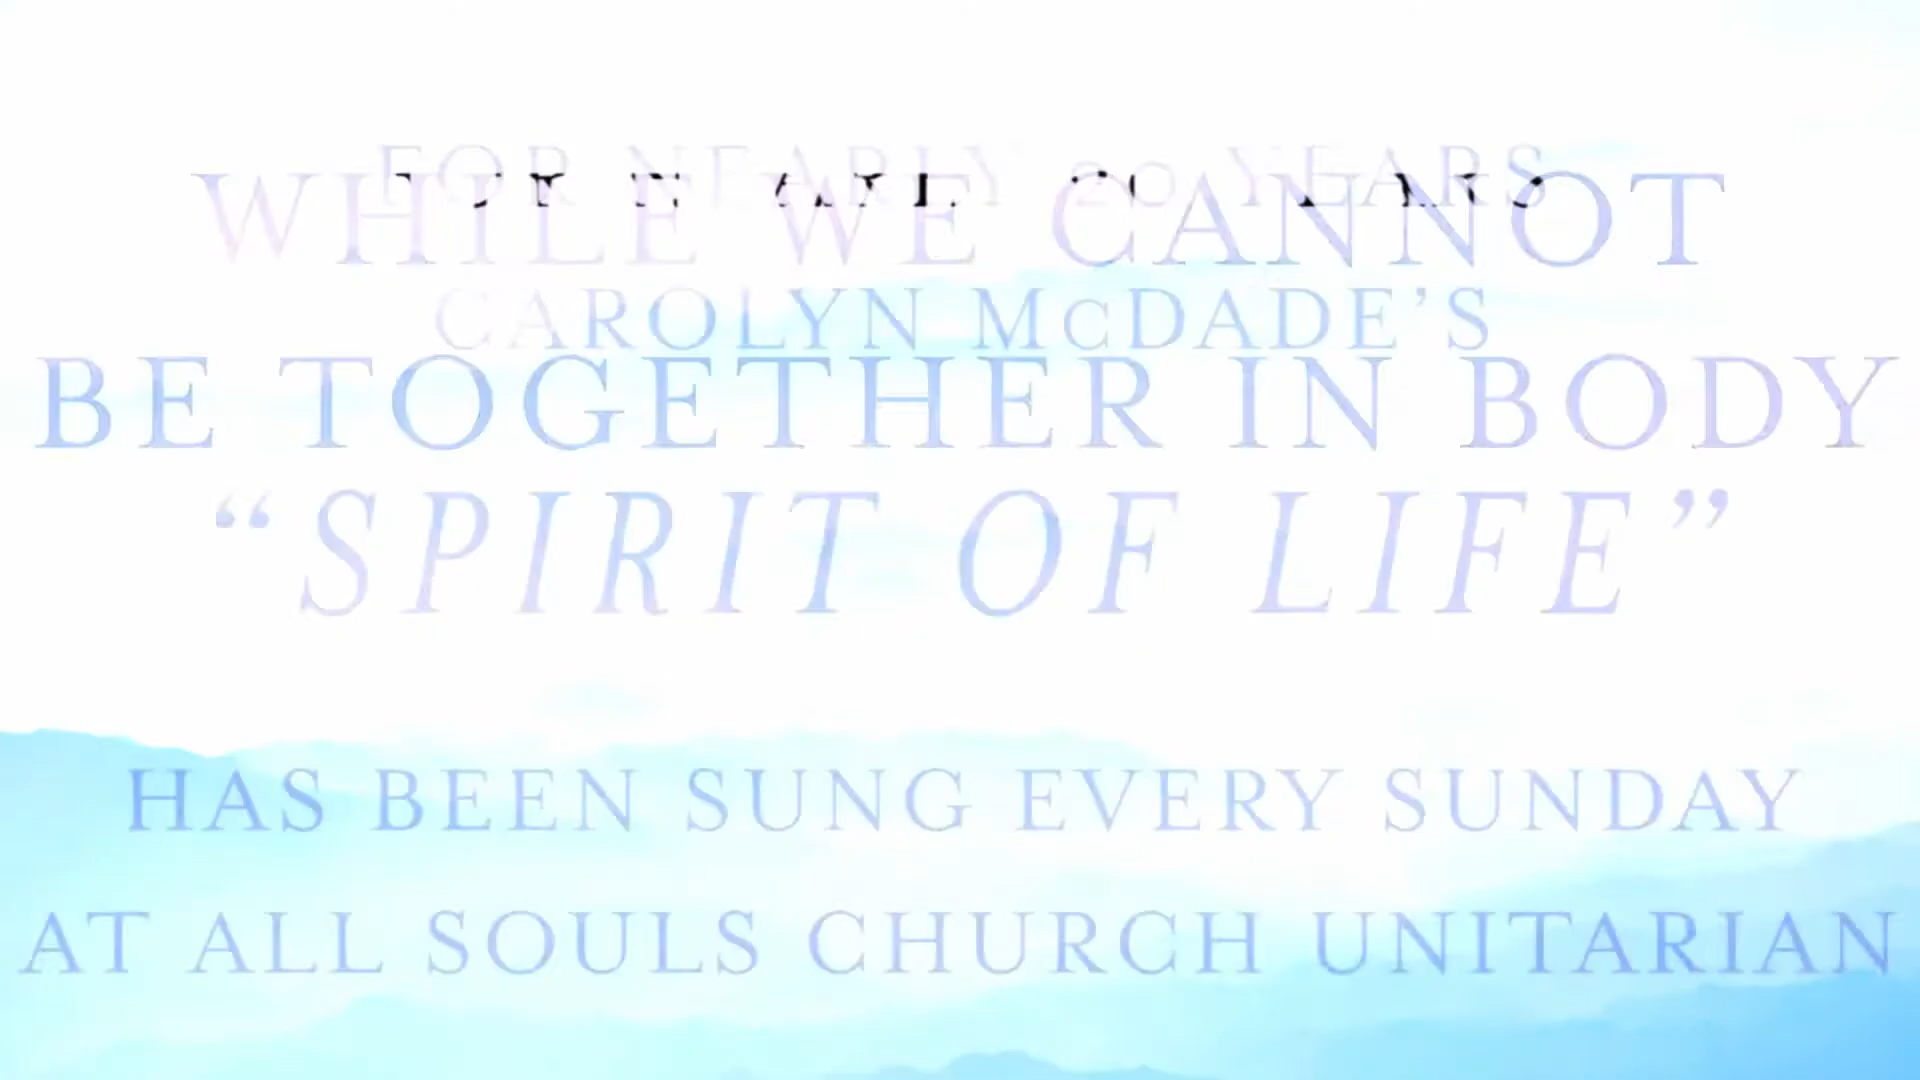 FOR NEARLY 20 YEARS
WHILE WE CANNOT
CAROLYN McDADE'S
BE TOGETHER IN BODY
“SPIRIT OF LIFE”
HAS BEEN SUNG EVERY SUNDAY
AT ALL SOULS CHURCH UNITARIAN